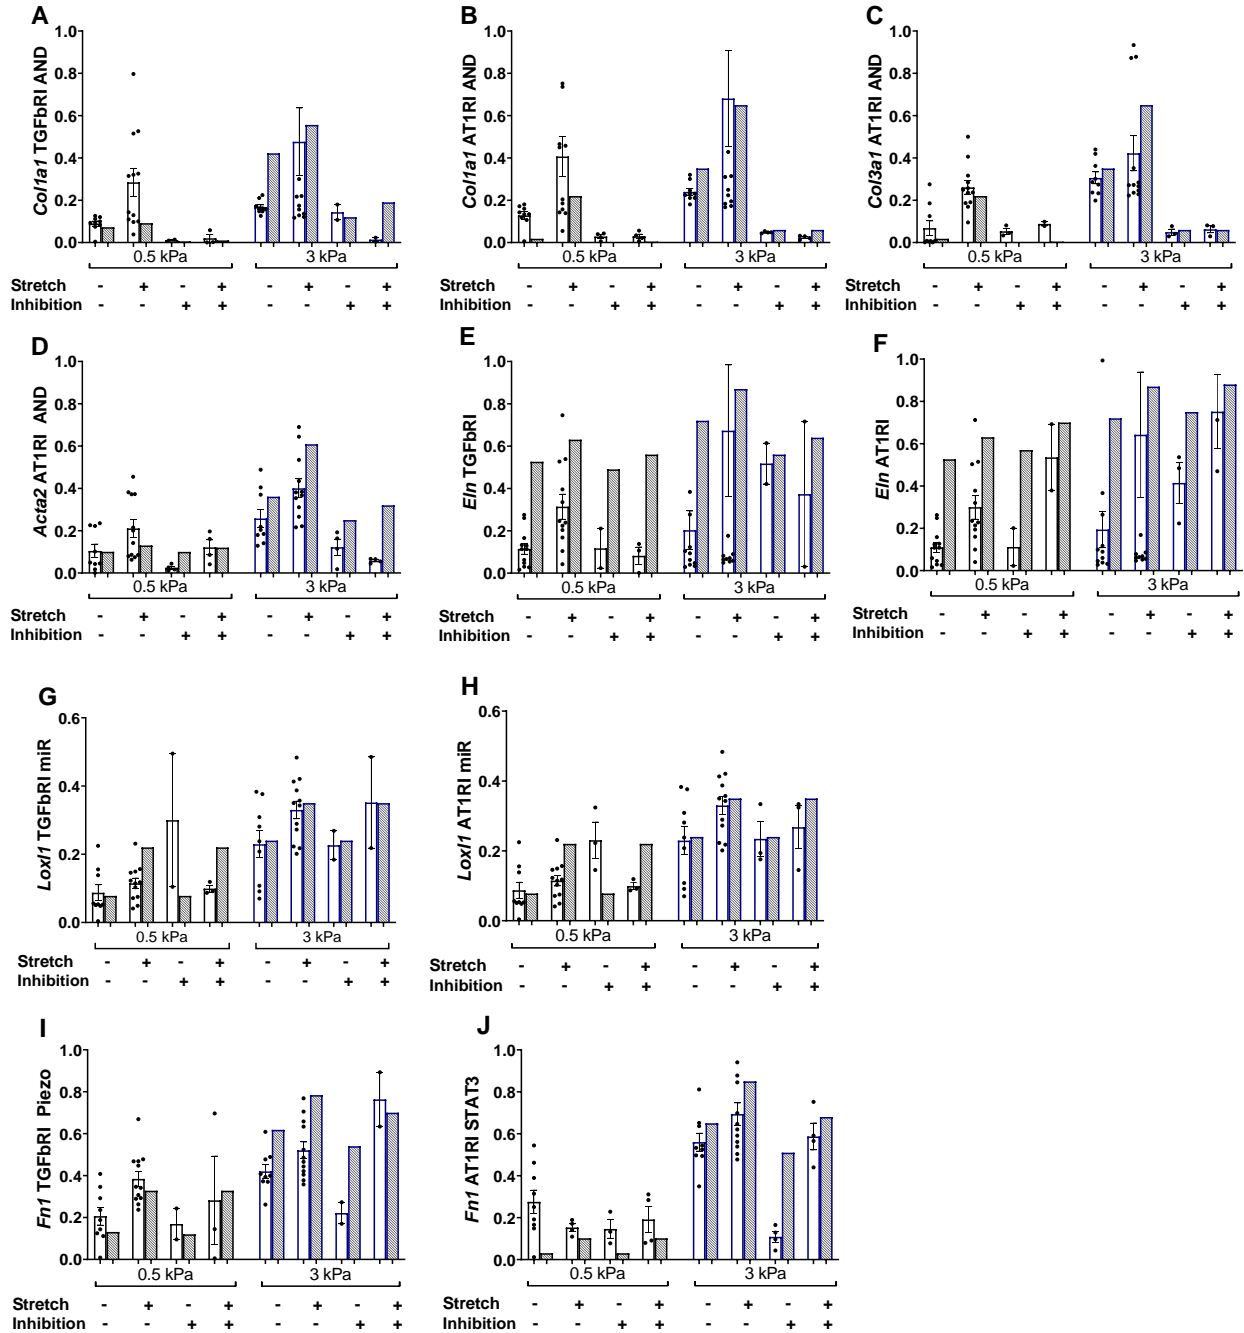 A
Col1a1 TGFbRI AND
1.0
0.8
0.6
0.4
0.2
0.0
0.5 kPa
3 kPa
Stretch - + - + - + - +
Inhibition - - + + - - + +
B
Col1a1 AT1RI AND
1.0
0.8
0.6
0.4
0.2
0.0
0.5 kPa
3 kPa
Stretch - + - + - + - +
Inhibition - - + + - - + +
C
Col3a1 AT1RI AND
1.0
0.8
0.6
0.4
0.2
0.0
0.5 kPa
3 kPa
Stretch - + - + - + - +
Inhibition - - + + - - + +
D
Acta2 AT1RI AND
1.0
0.8
0.6
0.4
0.2
0.0
0.5 kPa
3 kPa
Stretch - + - + - + - +
Inhibition - - + + - - + +
E
Eln TGFbRI
1.0
0.8
0.6
0.4
0.2
0.0
0.5 kPa
3 kPa
Stretch - + - + - + - +
Inhibition - - + + - - + +
F
Eln AT1RI
1.0
0.8
0.6
0.4
0.2
0.0
0.5 kPa
3 kPa
Stretch - + - + - + - +
Inhibition - - + + - - + +
G
Loxl1 TGFbRI miR
0.6
0.4
0.2
0.0
0.5 kPa
3 kPa
Stretch - + - + - + - +
Inhibition - - + + - - + +
H
Loxl1 AT1RI miR
0.6
0.4
0.2
0.0
0.5 kPa
3 kPa
Stretch - + - + - + - +
Inhibition - - + + - - + +
I
Fn1 TGFbRI Piezo
1.0
0.8
0.6
0.4
0.2
0.0
0.5 kPa
3 kPa
Stretch - + - + - + - +
Inhibition - - + + - - + +
J
Fn1 AT1RI STAT3
1.0
0.8
0.6
0.4
0.2
0.0
0.5 kPa
3 kPa
Stretch - + - + - + - +
Inhibition - - + + - - + +